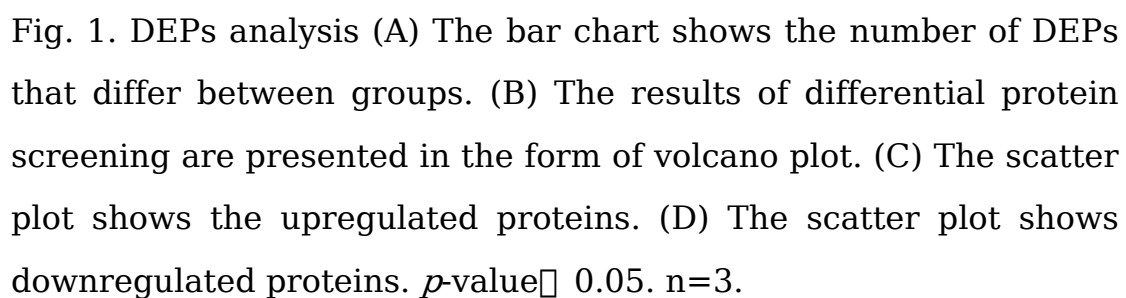 Fig. 1. DEPs analysis (A) The bar chart shows the number of DEPs
that differ between groups. (B) The results of differential protein
screening are presented in the form of volcano plot. (C) The scatter
plot shows the upregulated proteins. (D) The scatter plot shows
downregulated proteins. p-value▯ 0.05. n=3.